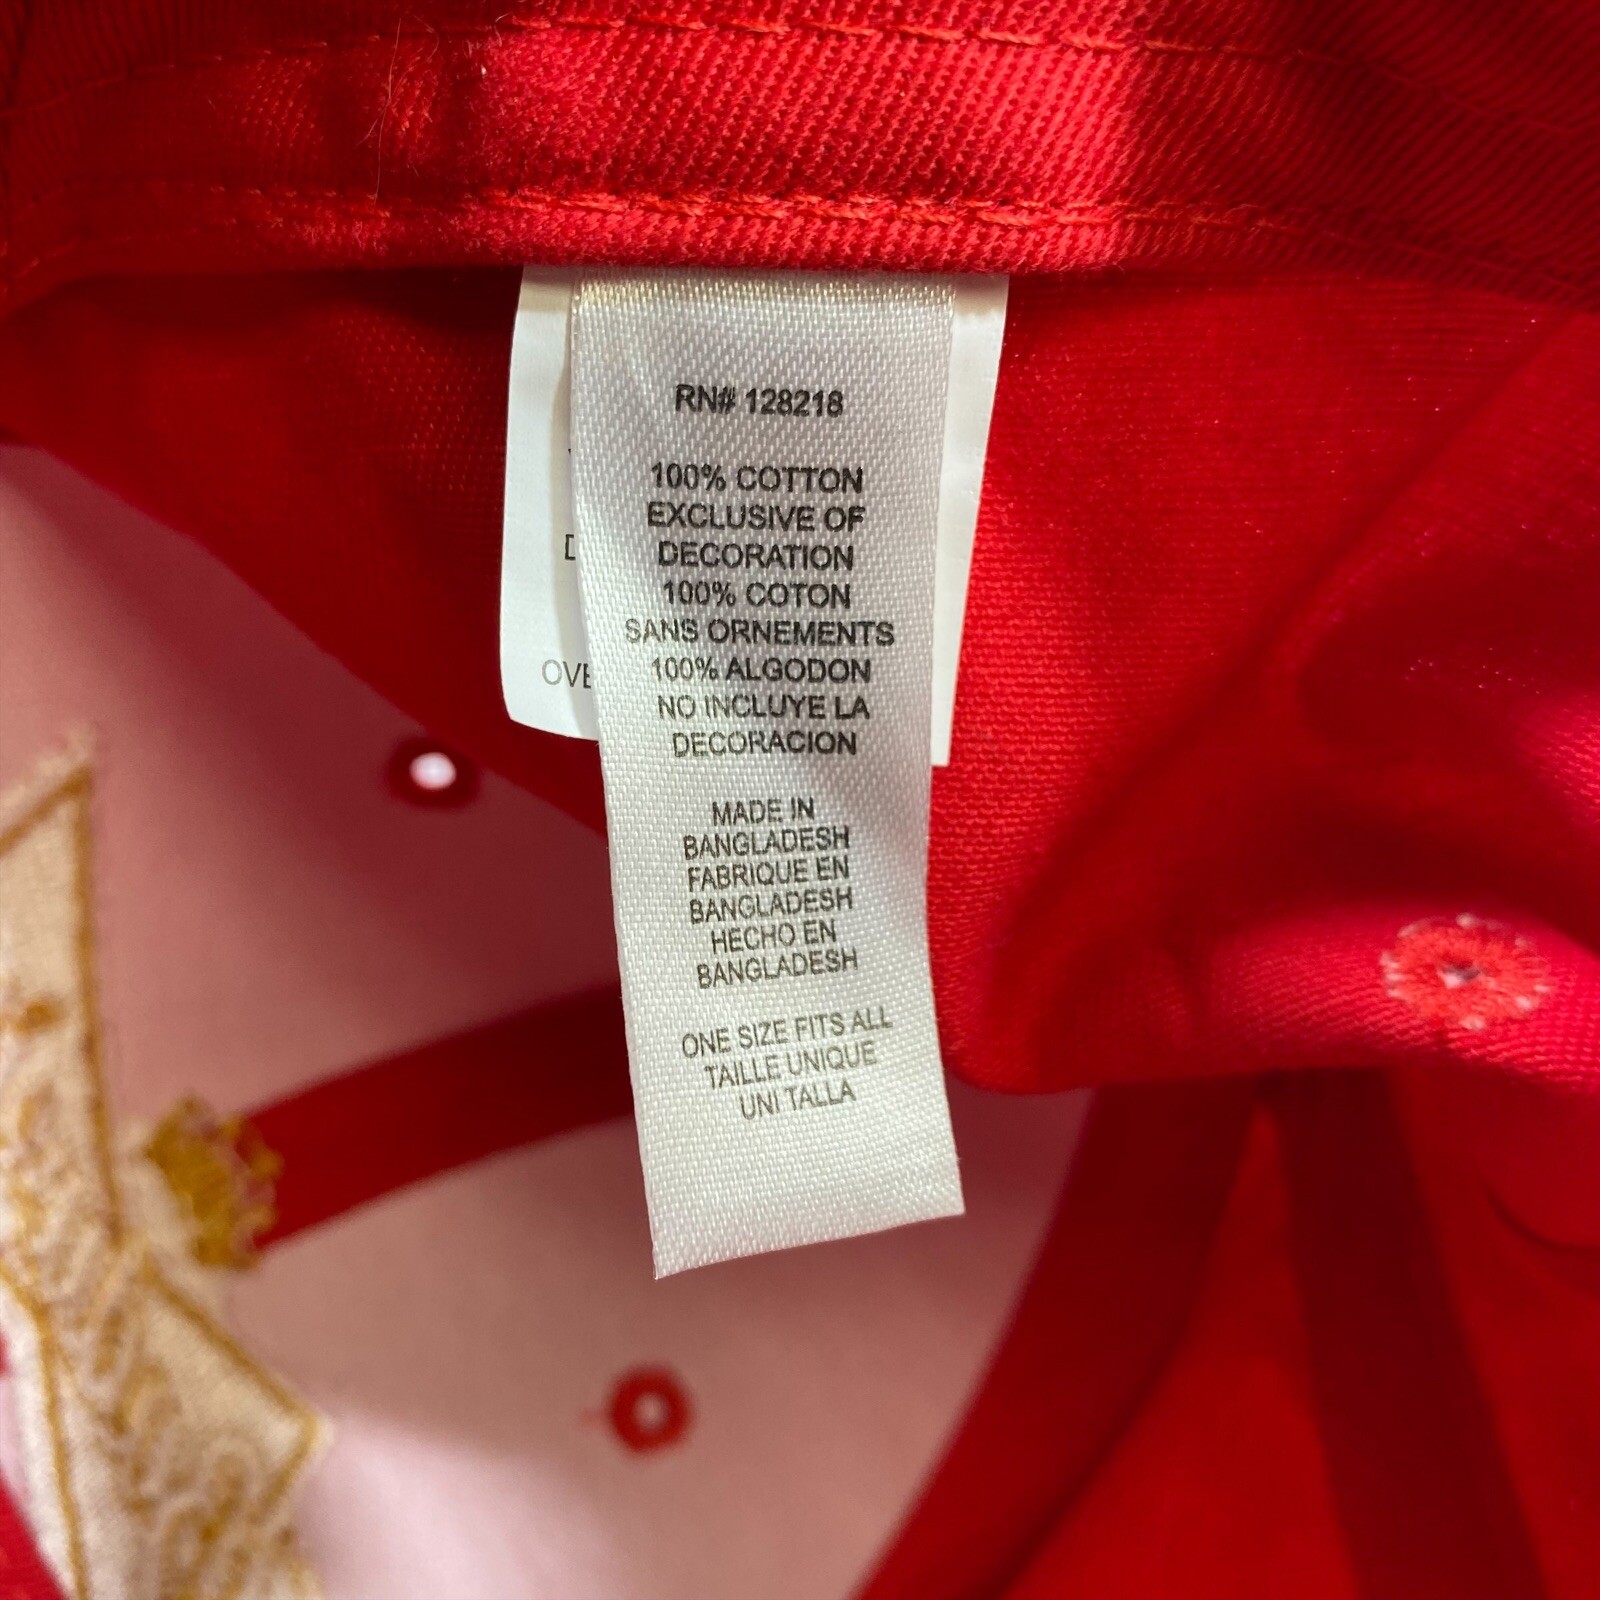 RN# 128218
100% COTTON
EXCLUSIVE OF
DECORATION
100% COTON
SANS ORNEMENTS
100% ALGODON
NO INCLUYE LA
DECORACION
MADE IN
BANGLADESH
FABRIQUE EN
BANGLADESH
HECHO EN
BANGLADESH
ONE SIZE FITS ALL
TAILLE UNIQUE
UNI TALLA